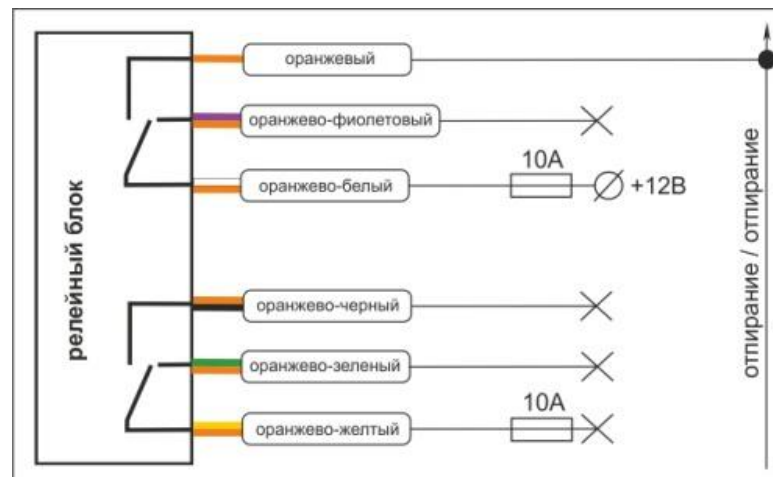 оранжевый
оранжево-фиолетовый
10А
оранжево-белый
+12В
релейный блок
отпирание / отпирание
оранжево-черный
оранжево-зеленый
10А
оранжево-желтый